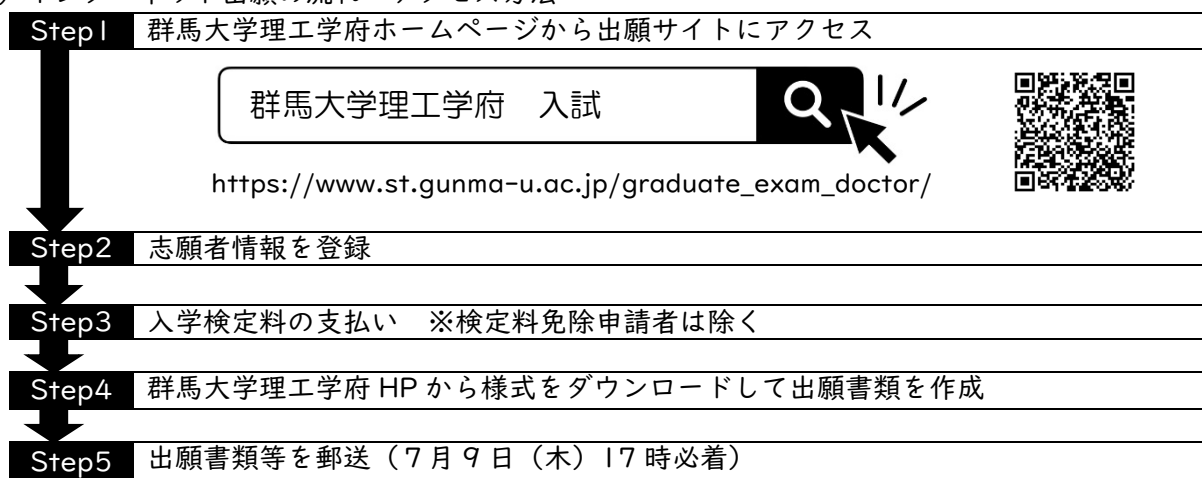 Step1 群馬大学理工学府ホームページから出願サイトにアクセス
群馬大学理工学府　入試
https://www.st.gunma-u.ac.jp/graduate_exam_doctor/
Step2 志願者情報を登録
Step3 入学検定料の支払い　※検定料免除申請者は除く
Step4 群馬大学理工学府 HP から様式をダウンロードして出願書類を作成
Step5 出願書類等を郵送（7月9日（木）17時必着）